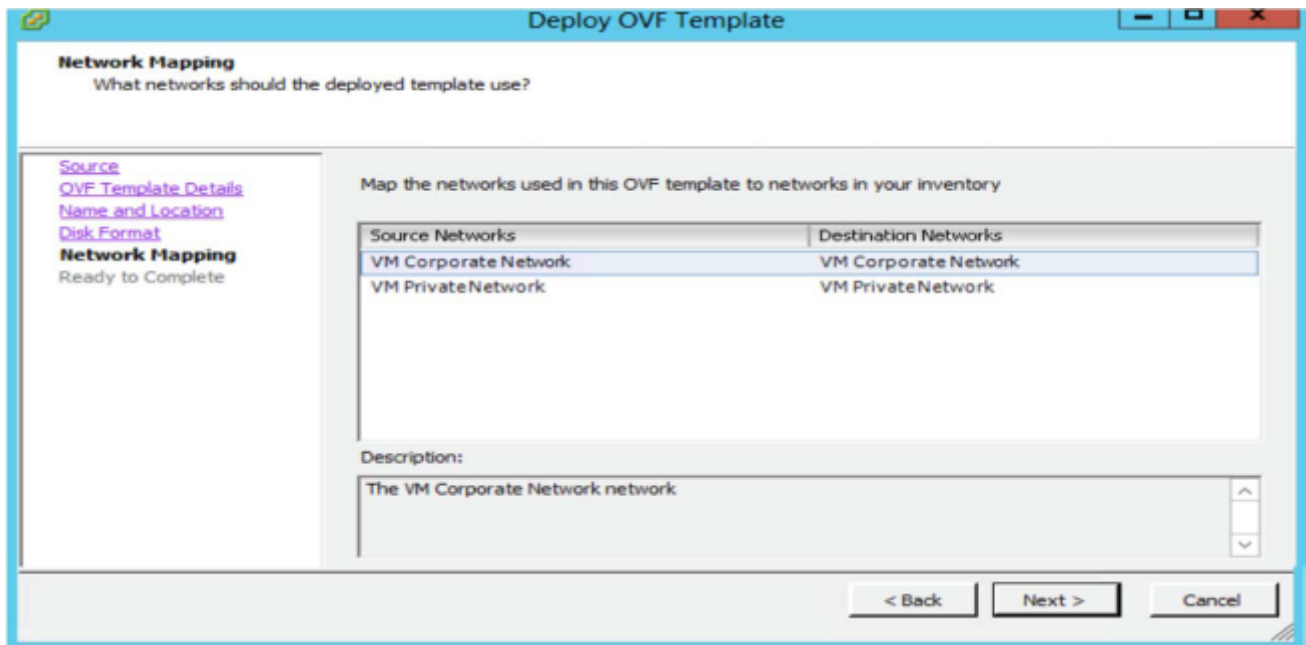 Deploy OVF Template
Network Mapping
What networks should the deployed template use?
Source
OVF Template Details
Name and Location
Disk Format
Network Mapping
Ready to Complete
Map the networks used in this OVF template to networks in your inventory
Source Networks Destination Networks
VM Corporate Network VM Corporate Network
VM PrivateNetwork VM PrivateNetwork
Description:
The VM Corporate Network network
< Back Next > Cancel